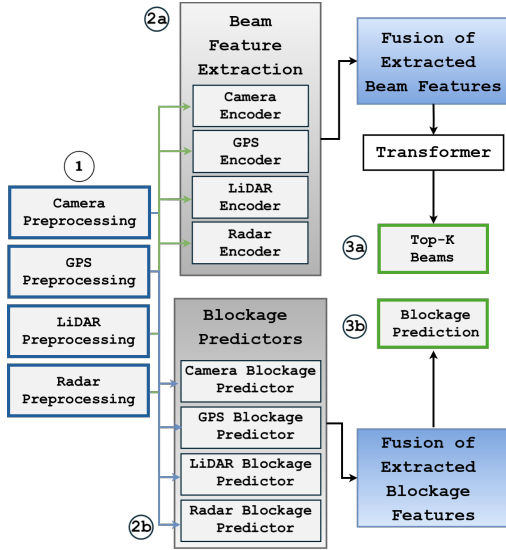 1
Camera
Preprocessing
GPS
Preprocessing
LiDAR
Preprocessing
Radar
Preprocessing
2a
Beam
Feature
Extraction
Camera
Encoder
GPS
Encoder
LiDAR
Encoder
Radar
Encoder
2b
Blockage
Predictors
Camera Blockage
Predictor
GPS Blockage
Predictor
LiDAR Blockage
Predictor
Radar Blockage
Predictor
Fusion of
Extracted
Beam Features
Transformer
3a
Top-K
Beams
3b
Blockage
Prediction
Fusion of
Extracted
Blockage
Features